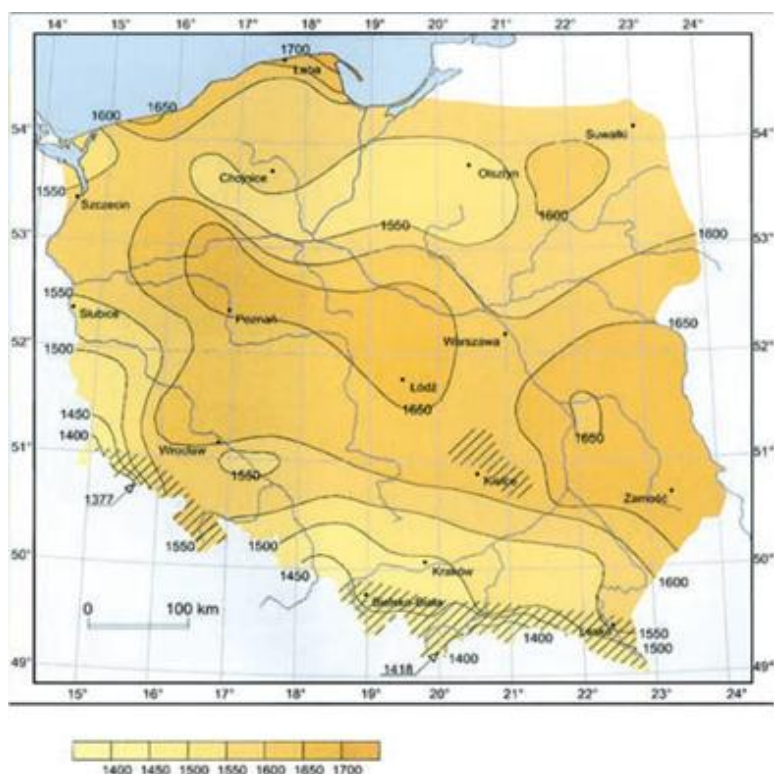 14° 15° 16° 17° 18° 19° 20° 21° 22° 23° 24°
1700
Łeba
1650
1600
54°
54°
Suwałki
Chojnice
Olsztyn
1550
Szczecin
1600
1550
53°
1600
53°
1550
Słubice
1650
Poznań
Warszawa
1500
52°
52°
Łódź
1650
1450
1650
1400
51°
Wrocław
51°
1550
Kielce
1377
Zamość
1550
1500
50°
50°
Kraków
1600
1450
0 100 km
Bielsko-Biała
1550
1400
1500
1400
49°
1418
49°
15° 16° 17° 18° 19° 20° 21° 22° 23° 24°
1400 1450 1500 1550 1600 1650 1700